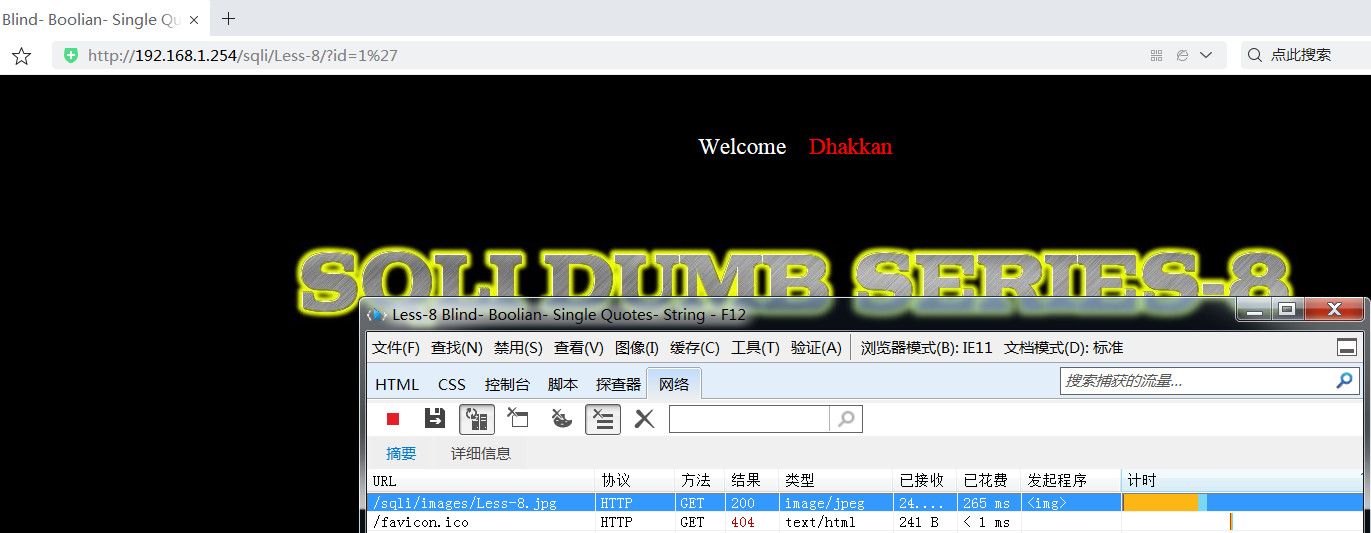 Blind- Boolian- Single Qu
http://192.168.1.254/sqli/Less-8/?id=1%27
点此搜索
Welcome Dhakkan
SQLI DUMB SERIES-8
Less-8 Blind- Boolian- Single Quotes- String - F12
文件(F) 查找(N) 禁用(S) 查看(V) 图像(I) 缓存(C) 工具(T) 验证(A) 浏览器模式(B): IE11 文档模式(D): 标准
HTML CSS 控制台 脚本 探查器 网络 搜索捕获的流量...
摘要 详细信息
URL 协议 方法 结果 类型 已接收 已花费 发起程序 计时
/sqli/images/Less-8.jpg HTTP GET 200 image/jpeg 24.... 265 ms <img>
/favicon.ico HTTP GET 404 text/html 241 B < 1 ms